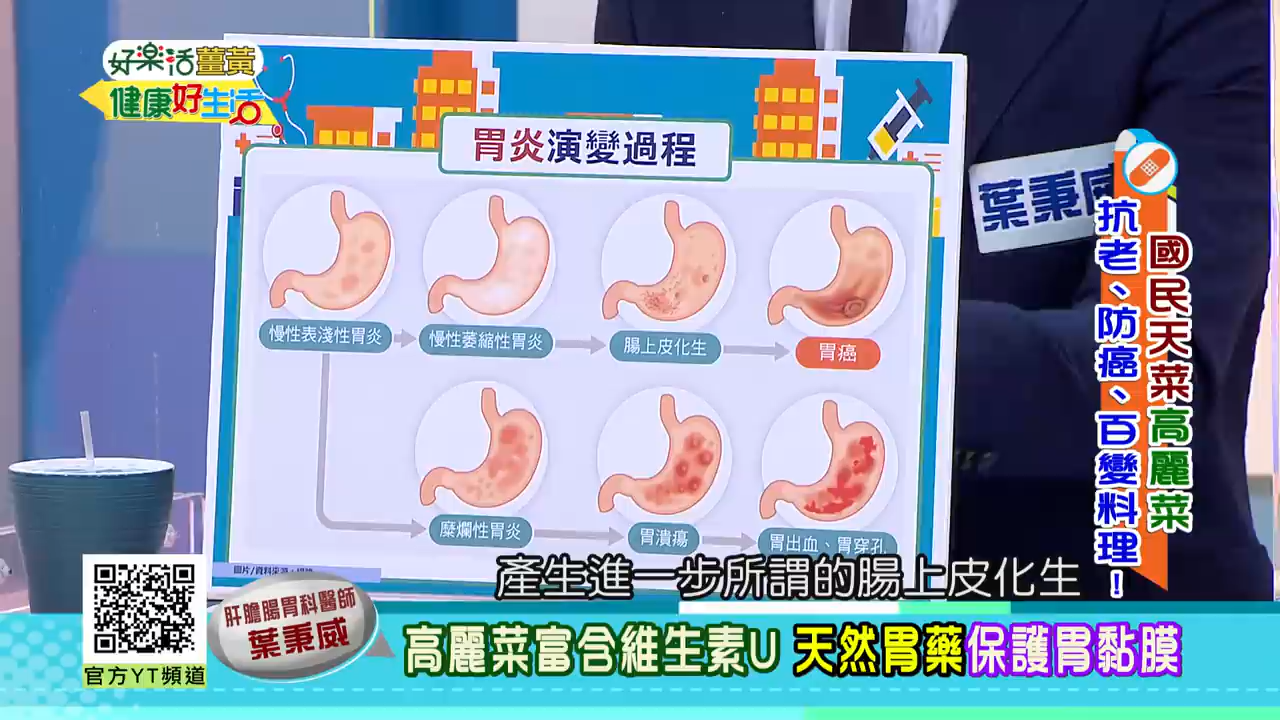 好楽活薑黃
健康好生活
胃炎演變過程
葉秉威
慢性表淺性胃炎
慢性萎縮性胃炎
腸上皮化生
胃癌
糜爛性胃炎
胃潰瘍
胃出血、胃穿孔
國民天菜高麗菜
抗老、防癌、百變料理！
產生進一步所謂的腸上皮化生
肝膽腸胃科醫師
葉秉威
高麗菜富含維生素U 天然胃藥保護胃黏膜
官方YT頻道